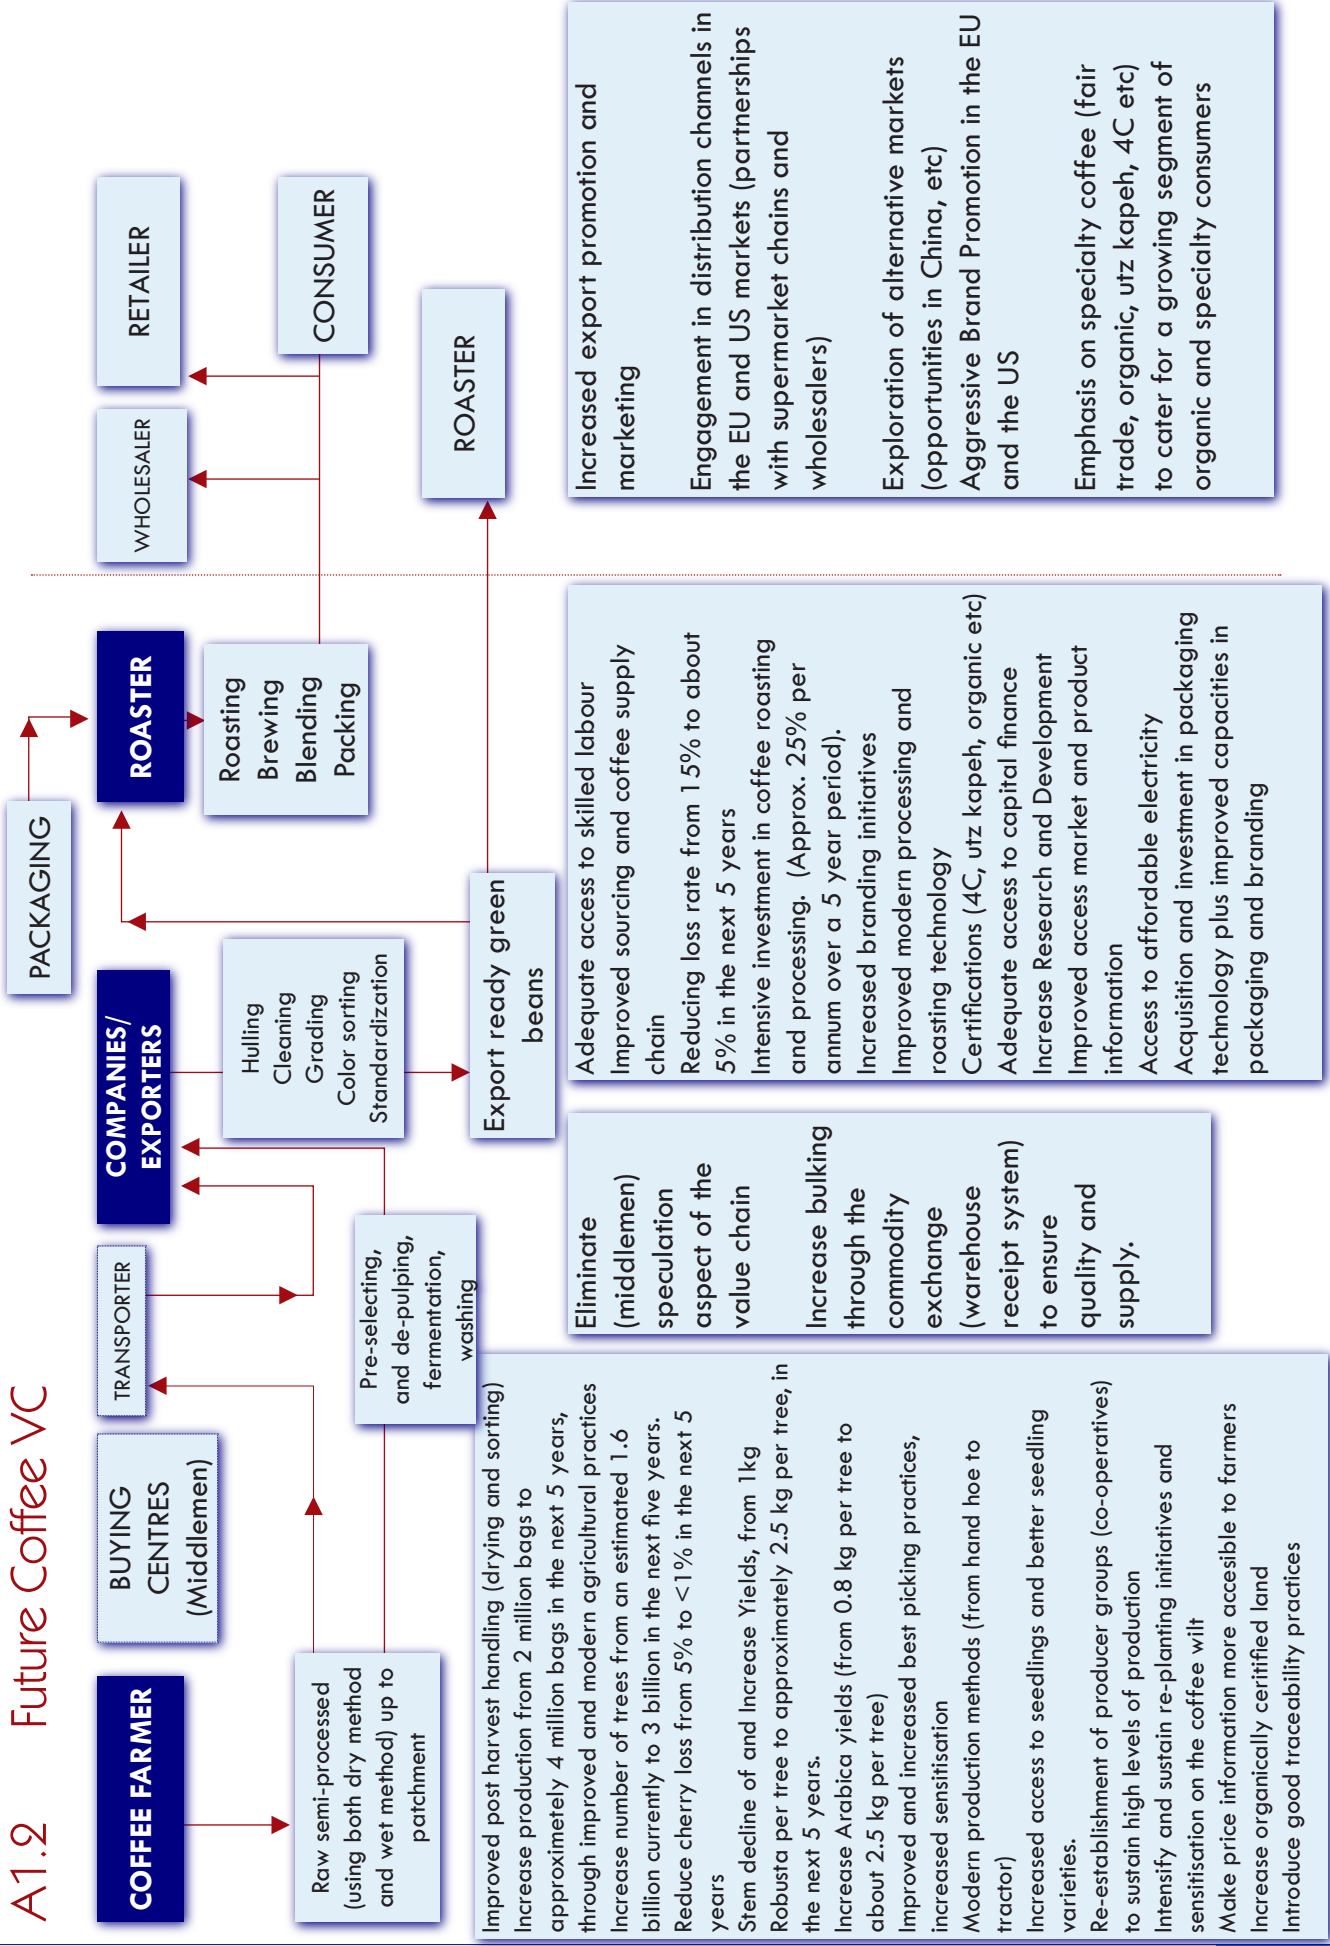 A1.2 Future Coffee VC
COFFEE FARMER
BUYING
CENTRES
(Middlemen)
TRANSPORTER
COMPANIES/
EXPORTERS
PACKAGING
ROASTER
WHOLESALER
RETAILER
Raw semi-processed
(using both dry method
and wet method) up to
patchment
Pre-selecting,
and de-pulping,
fermentation,
washing
Hulling
Cleaning
Grading
Color sorting
Standardization
Export ready green
beans
Roasting
Brewing
Blending
Packing
CONSUMER
ROASTER
Improved post harvest handling (drying and sorting)
Increase production from 2 million bags to
approximetely 4 million bags in the next 5 years,
through improved and modern agricultural practices
Increase number of trees from an estimated 1.6
billion currently to 3 billion in the next five years.
Reduce cherry loss from 5% to <1% in the next 5
years
Stem decline of and Increase Yields, from 1kg
Robusta per tree to approximately 2.5 kg per tree, in
the next 5 years.
Increase Arabica yields (from 0.8 kg per tree to
about 2.5 kg per tree)
Improved and increased best picking practices,
increased sensitisation
Modern production methods (from hand hoe to
tractor)
Increased access to seedlings and better seedling
varieties.
Re-establishment of producer groups (co-operatives)
to sustain high levels of production
Intensify and sustain re-planting initiatives and
sensitisation on the coffee wilt
Make price information more accesible to farmers
Increase organically ceritified land
Introduce good traceability practices
Eliminate
(middlemen)
speculation
aspect of the
value chain
Increase bulking
through the
commodity
exchange
(warehouse
receipt system)
to ensure
quality and
supply.
Adequate access to skilled labour
Improved sourcing and coffee supply
chain
Reducing loss rate from 15% to about
5% in the next 5 years
Intensive investment in coffee roasting
and processing. (Approx. 25% per
annum over a 5 year period).
Increased branding initiatives
Improved modern processing and
roasting technology
Certifications (4C, utz kapeh, organic etc)
Adequate access to capital finance
Increase Research and Development
Improved access market and product
information
Access to affordable electricity
Acquisition and investment in packaging
technology plus improved capacities in
packaging and branding
Increased export promotion and
marketing
Engagement in distribution channels in
the EU and US markets (partnerships
with supermarket chains and
wholesalers)
Exploration of alternative markets
(opportunities in China, etc)
Aggressive Brand Promotion in the EU
and the US
Emphasis on specialty coffee (fair
trade, organic, utz kapeh, 4C etc)
to cater for a growing segment of
organic and specialty consumers